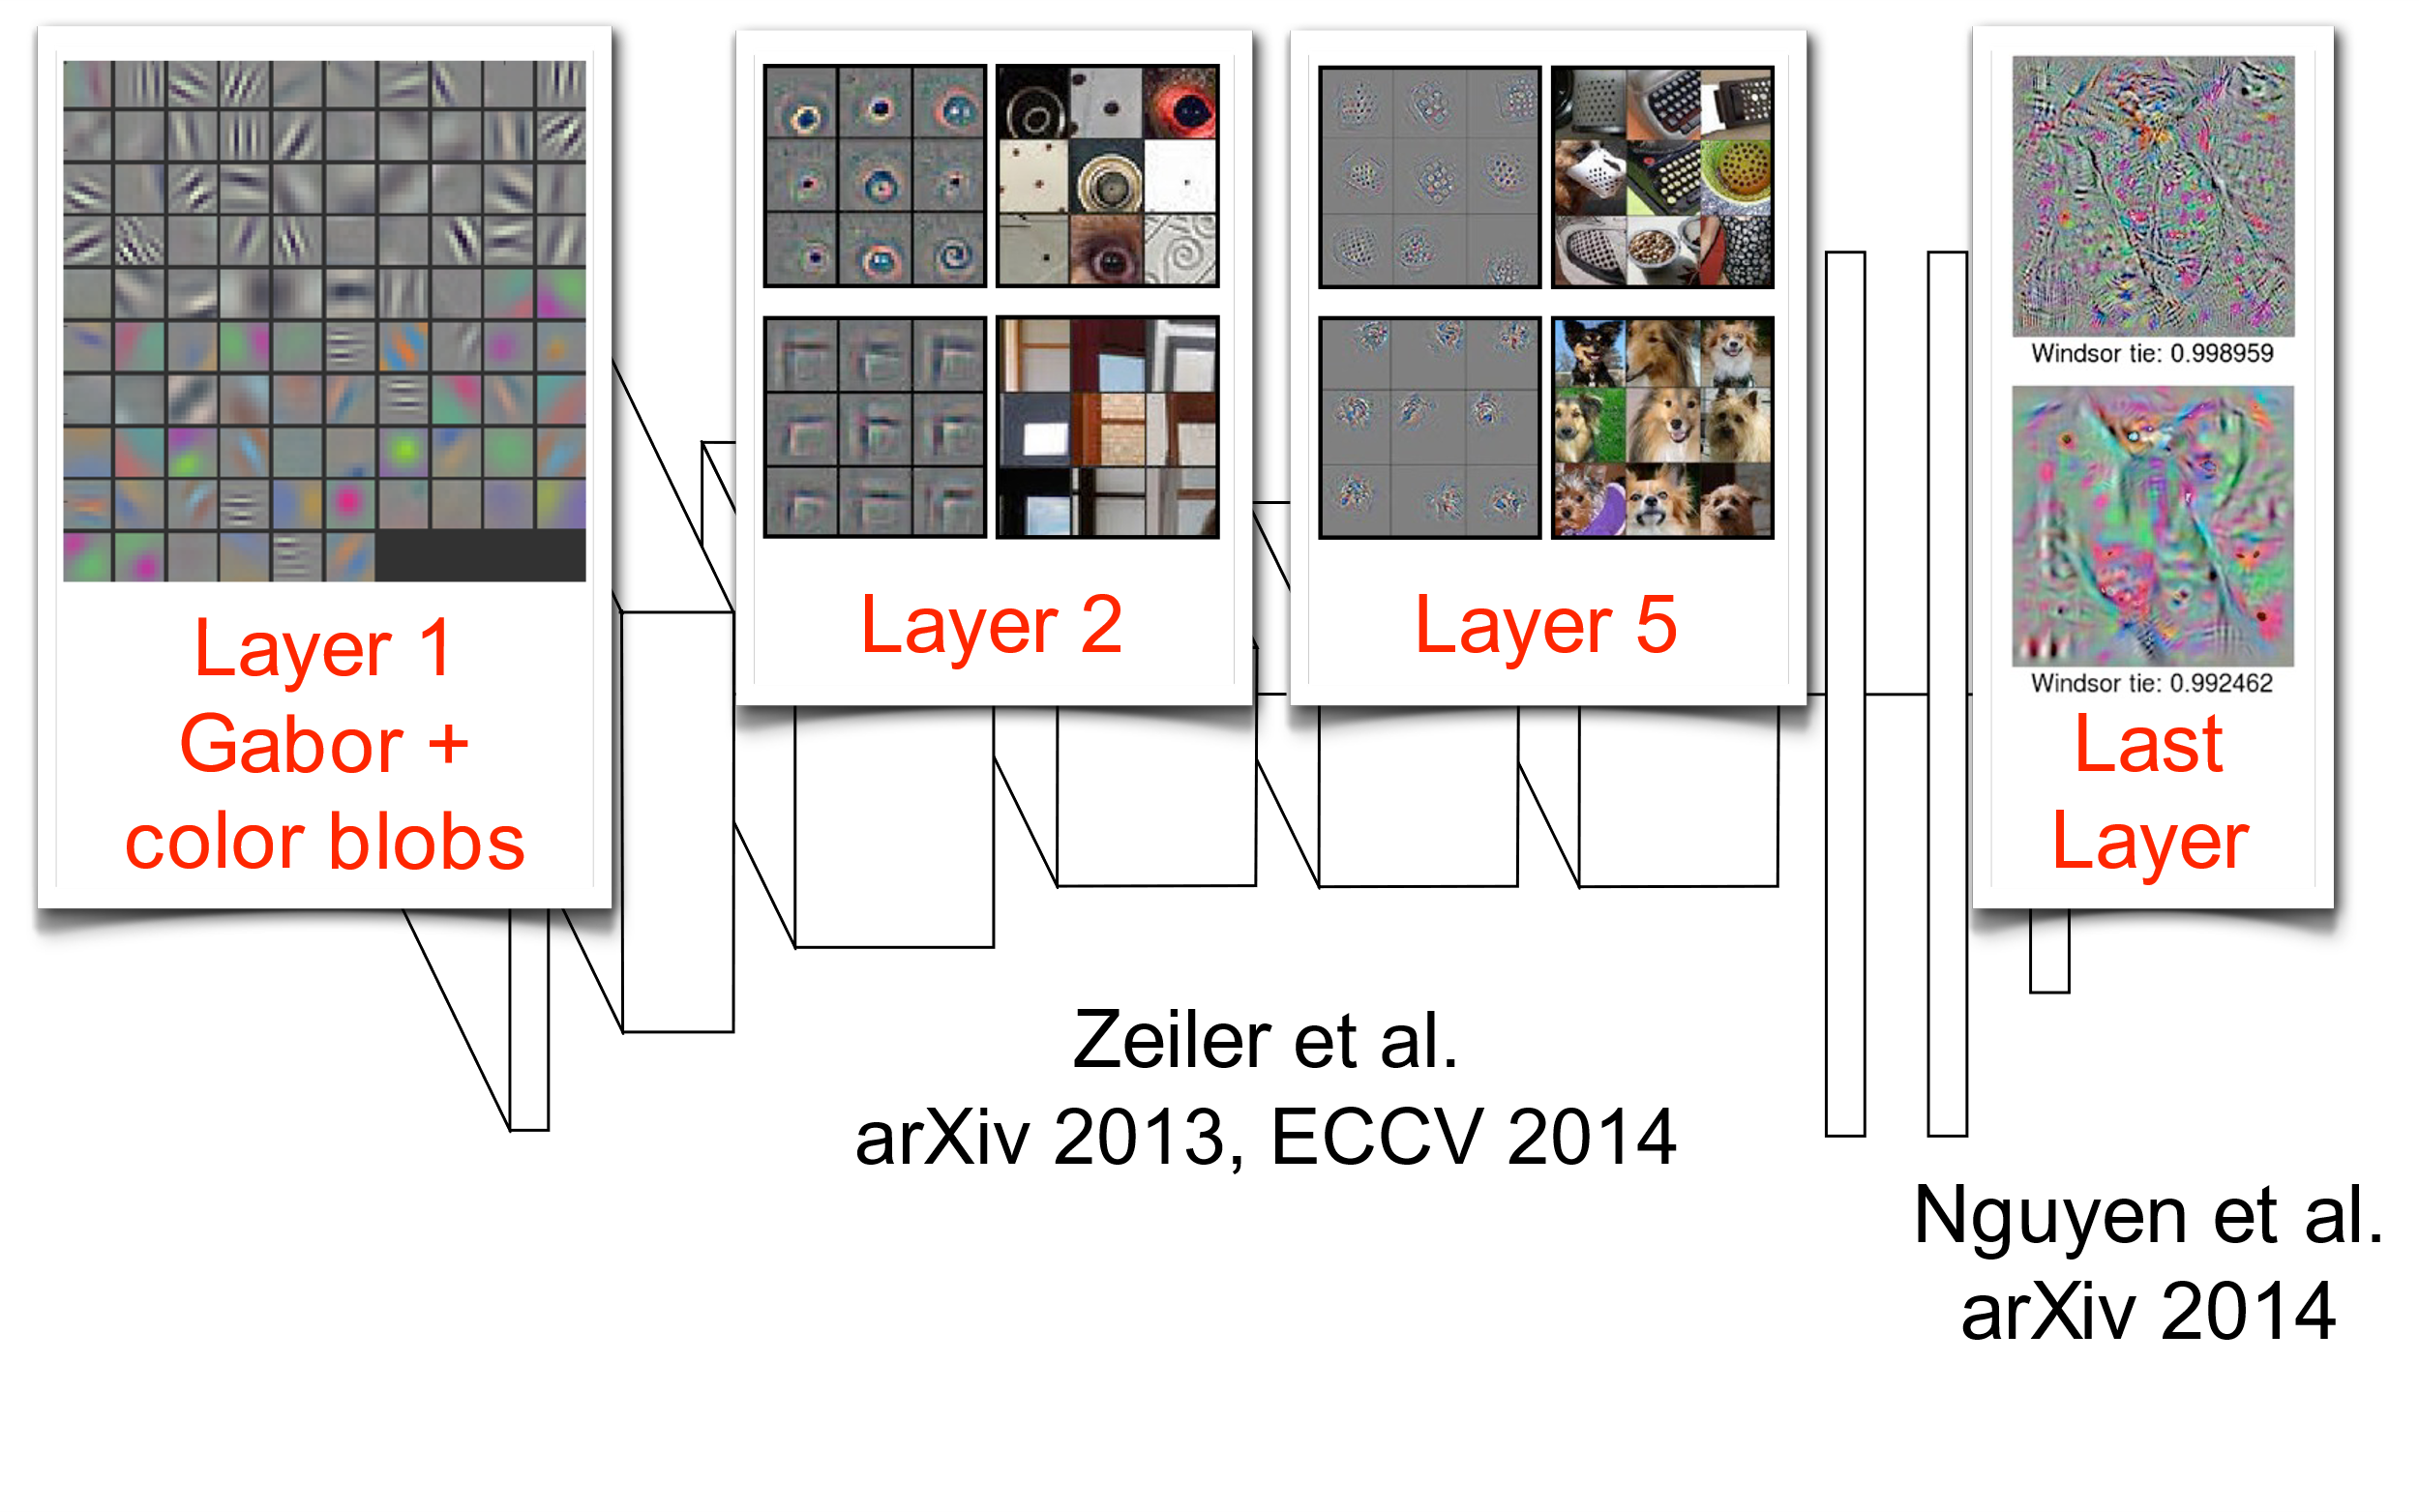 Layer 1
Gabor +
color blobs
Layer 2
Layer 5
Windsor tie: 0.998959
Windsor tie: 0.992462
Last
Layer
Zeiler et al.
arXiv 2013, ECCV 2014
Nguyen et al.
arXiv 2014